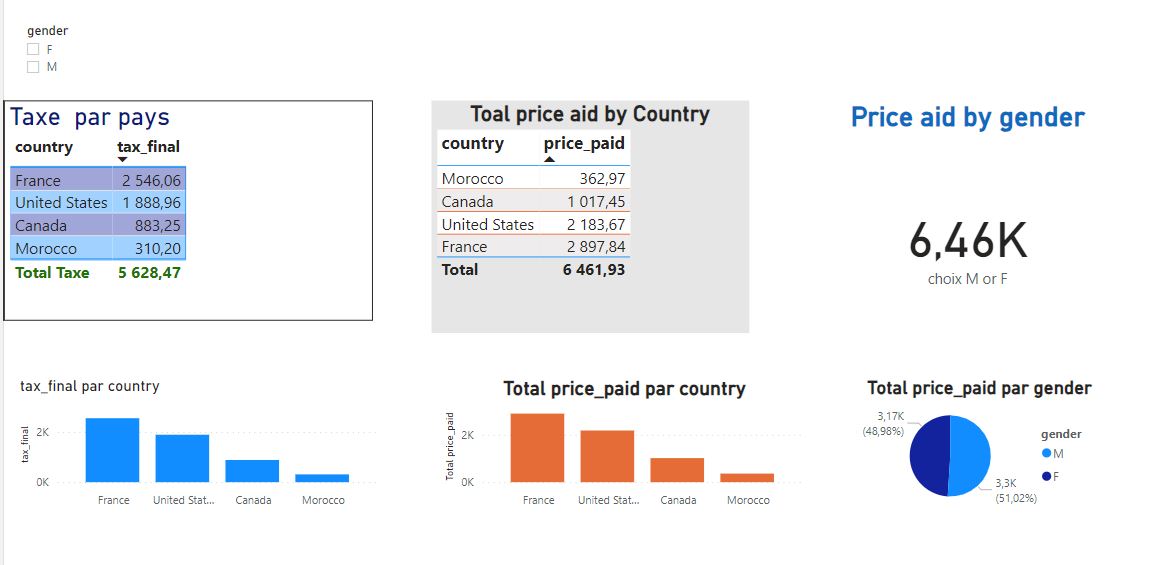 gender
F
M
Taxe par pays
country tax_final
France 2 546,06
United States 1 888,96
Canada 883,25
Morocco 310,20
Total Taxe 5 628,47
Toal price aid by Country
country price_paid
Morocco 362,97
Canada 1 017,45
United States 2 183,67
France 2 897,84
Total 6 461,93
Price aid by gender
6,46K
choix M or F
tax_final par country
tax_final
2K
0K
France United Stat... Canada Morocco
Total price_paid par country
Total price_paid
2K
0K
France United Stat... Canada Morocco
Total price_paid par gender
3,17K
(48,98%)
3,3K
(51,02%)
gender
M
F